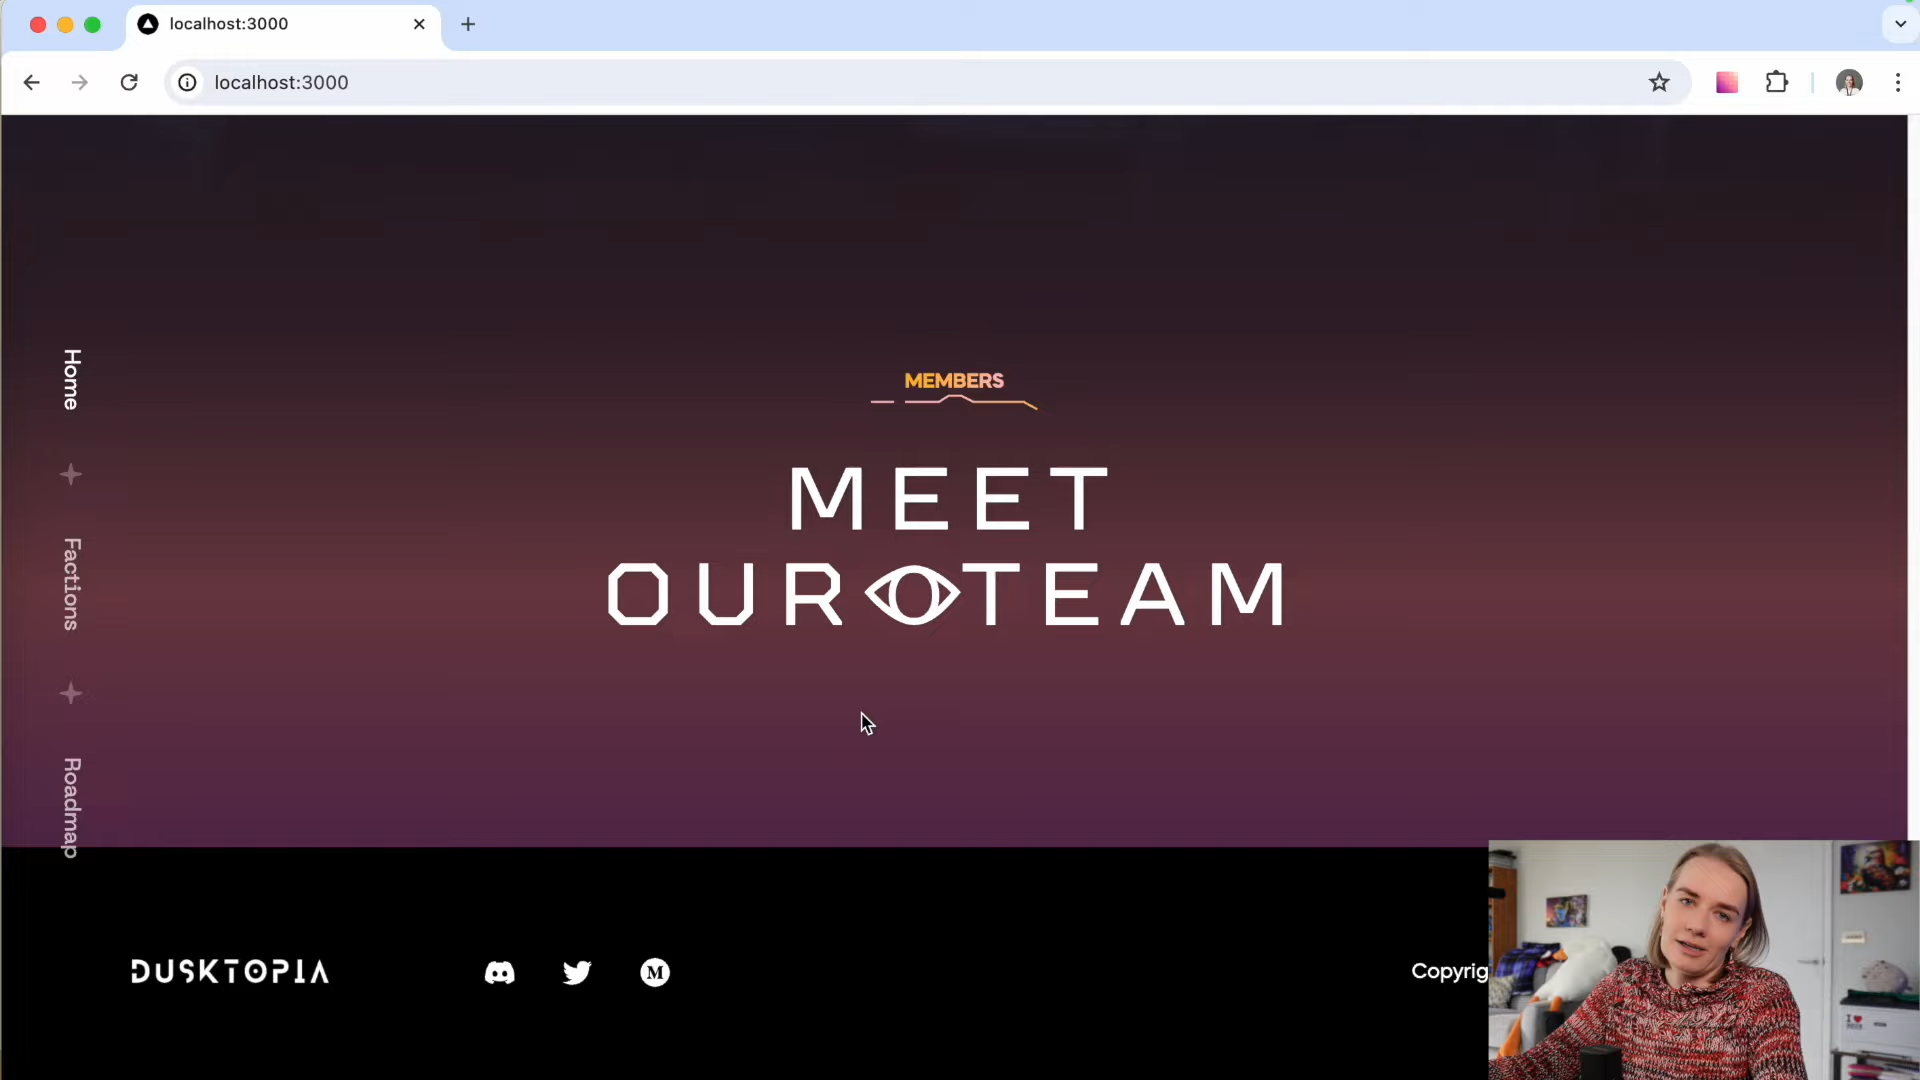 localhost:3000
localhost:3000
Home
Factions
Roadmap
MEMBERS
MEET
OUR TEAM
DUSKTOPIA
M
Copyrig
I ❤